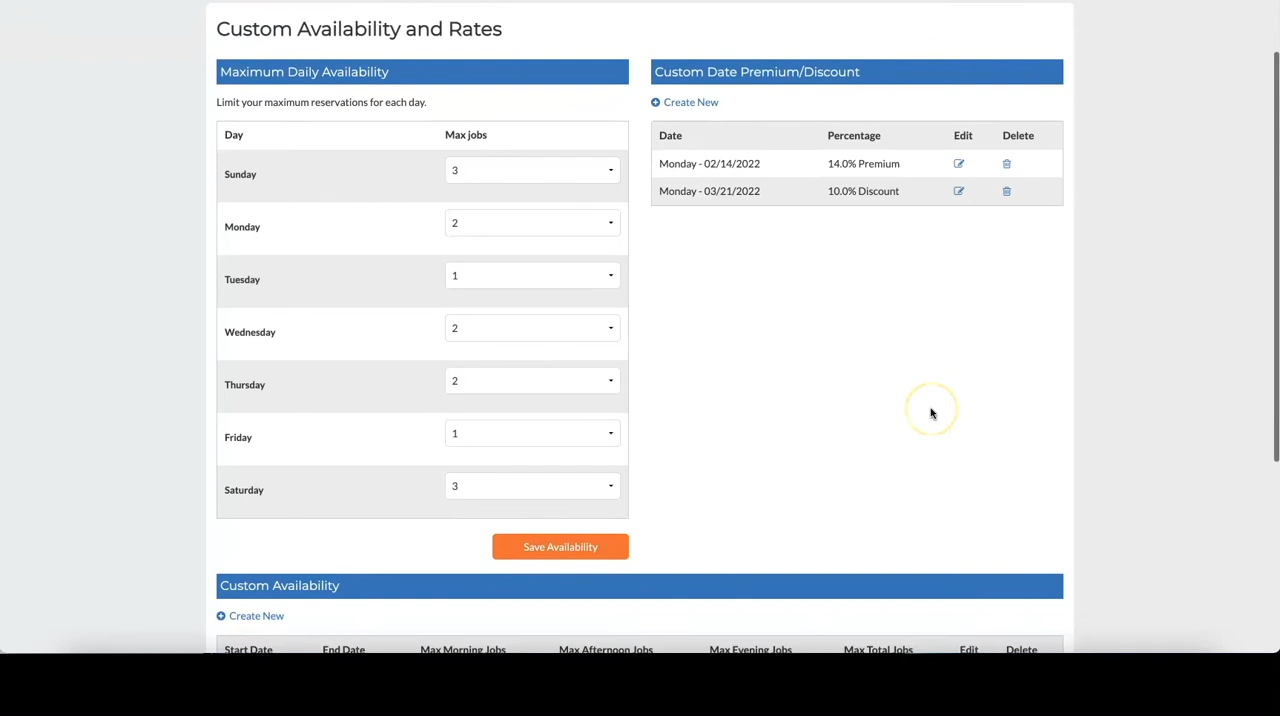 Custom Availability and Rates
Maximum Daily Availability
Limit your maximum reservations for each day.
Day Max jobs
Sunday 3
Monday 2
Tuesday 1
Wednesday 2
Thursday 2
Friday 1
Saturday 3
Save Availability
Custom Date Premium/Discount
Create New
Date Percentage Edit Delete
Monday - 02/14/2022 14.0% Premium
Monday - 03/21/2022 10.0% Discount
Custom Availability
Create New
Start Date End Date Max Morning Jobs Max Afternoon Jobs Max Evening Jobs Max Total Jobs Edit Delete